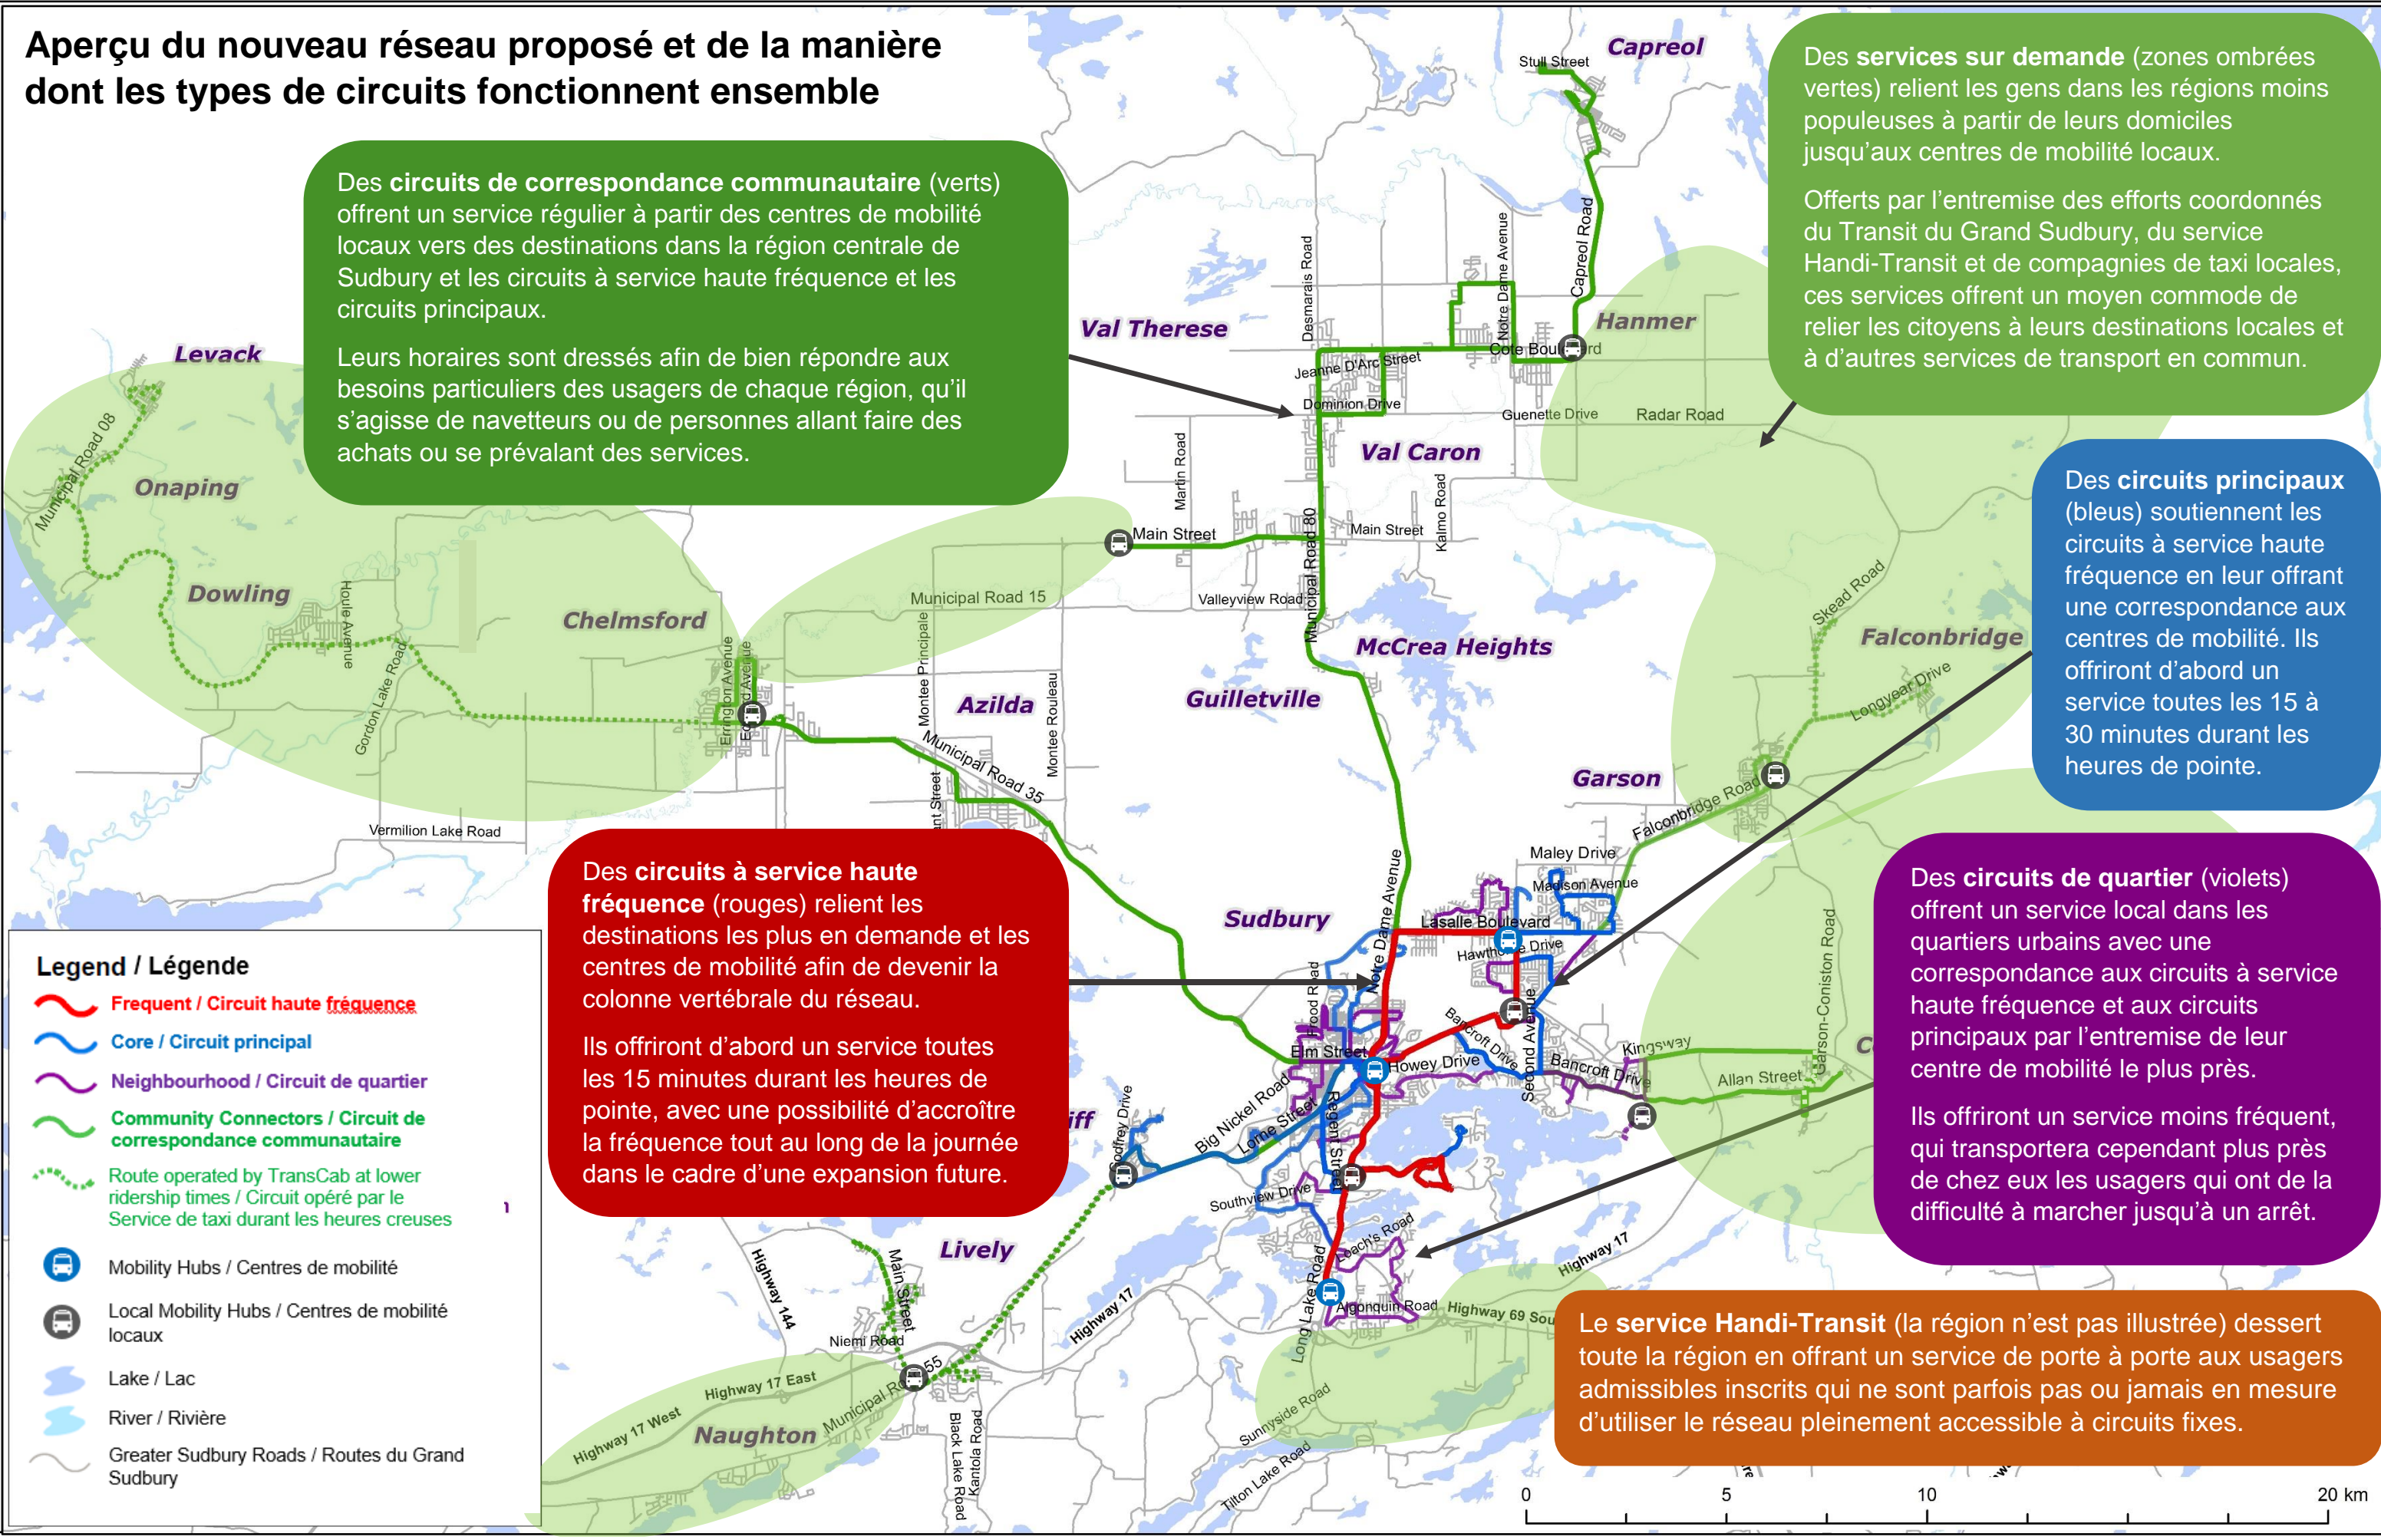 Aperçu du nouveau réseau proposé et de la manière
dont les types de circuits fonctionnent ensemble
Des circuits de correspondance communautaire (verts)
offrent un service régulier à partir des centres de mobilité
locaux vers des destinations dans la région centrale de
Sudbury et les circuits à service haute fréquence et les
circuits principaux.
Leurs horaires sont dressés afin de bien répondre aux
besoins particuliers des usagers de chaque région, qu'il
s'agisse de navetteurs ou de personnes allant faire des
achats ou se prévalant des services.
Des services sur demande (zones ombrées
vertes) relient les gens dans les régions moins
populeuses à partir de leurs domiciles
jusqu'aux centres de mobilité locaux.
Offerts par l'entremise des efforts coordonnés
du Transit du Grand Sudbury, du service
Handi-Transit et de compagnies de taxi locales,
ces services offrent un moyen commode de
relier les citoyens à leurs destinations locales et
à d'autres services de transport en commun.
Des circuits principaux
(bleus) soutiennent les
circuits à service haute
fréquence en leur offrant
une correspondance aux
centres de mobilité. Ils
offriront d'abord un
service toutes les 15 à
30 minutes durant les
heures de pointe.
Des circuits à service haute
fréquence (rouges) relient les
destinations les plus en demande et les
centres de mobilité afin de devenir la
colonne vertébrale du réseau.
Ils offriront d'abord un service toutes
les 15 minutes durant les heures de
pointe, avec une possibilité d'accroître
la fréquence tout au long de la journée
dans le cadre d'une expansion future.
Des circuits de quartier (violets)
offrent un service local dans les
quartiers urbains avec une
correspondance aux circuits à service
haute fréquence et aux circuits
principaux par l'entremise de leur
centre de mobilité le plus près.
Ils offriront un service moins fréquent,
qui transportera cependant plus près
de chez eux les usagers qui ont de la
difficulté à marcher jusqu'à un arrêt.
Le service Handi-Transit (la région n'est pas illustrée) dessert
toute la région en offrant un service de porte à porte aux usagers
admissibles inscrits qui ne sont parfois pas ou jamais en mesure
d'utiliser le réseau pleinement accessible à circuits fixes.
Legend / Légende
Frequent / Circuit haute fréquence
Core / Circuit principal
Neighbourhood / Circuit de quartier
Community Connectors / Circuit de
correspondance communautaire
Route operated by TransCab at lower
ridership times / Circuit opéré par le
Service de taxi durant les heures creuses
Mobility Hubs / Centres de mobilité
Local Mobility Hubs / Centres de mobilité
locaux
Lake / Lac
River / Rivière
Greater Sudbury Roads / Routes du Grand
Sudbury
Capreol
Stull Street
Capreol Road
Notre Dame Avenue
Desmarais Road
Hanmer
Val Therese
Cote
Jeanne D'Arc Street
Dominion Drive
Guenette Drive
Radar Road
Val Caron
Martin Road
Kalmo Road
Main Street
Main Street
Municipal Road 80
Valleyview Road
Municipal Road 15
Levack
Municipal Road 08
Onaping
Dowling
Houle Avenue
Gordon Lake Road
Chelmsford
Errington Avenue
Avenue
Montee Principale
Montee Rouleau
Azilda
Municipal Road 35
Street
Vermilion Lake Road
McCrea Heights
Guilletville
Skead Road
Falconbridge
Longyear Drive
Garson
Falconbridge Road
Maley Drive
Madison Avenue
Lasalle Boulevard
Drive
Notre Dame Avenue
Sudbury
Frood Road
Elm Street
Howey Drive
Bancroft Drive
Second Avenue
Bancroft Drive
Kingsway
Allan Street
Garson-Coniston Road
C
iff
Godfrey Drive
Big Nickel Road
Lorne Street
Regent Street
Southview Drive
Loach's Road
Long Lake Road
Algonquin Road
Highway 69 Sou
Highway 17
Highway 17
Lively
Highway 144
Main Street
Niemi Road
55
Municipal
Highway 17 East
Highway 17 West
Naughton
Black Lake Road
Kantola Road
Sunnyside Road
Tilton Lake Road
0 5 10 20 km